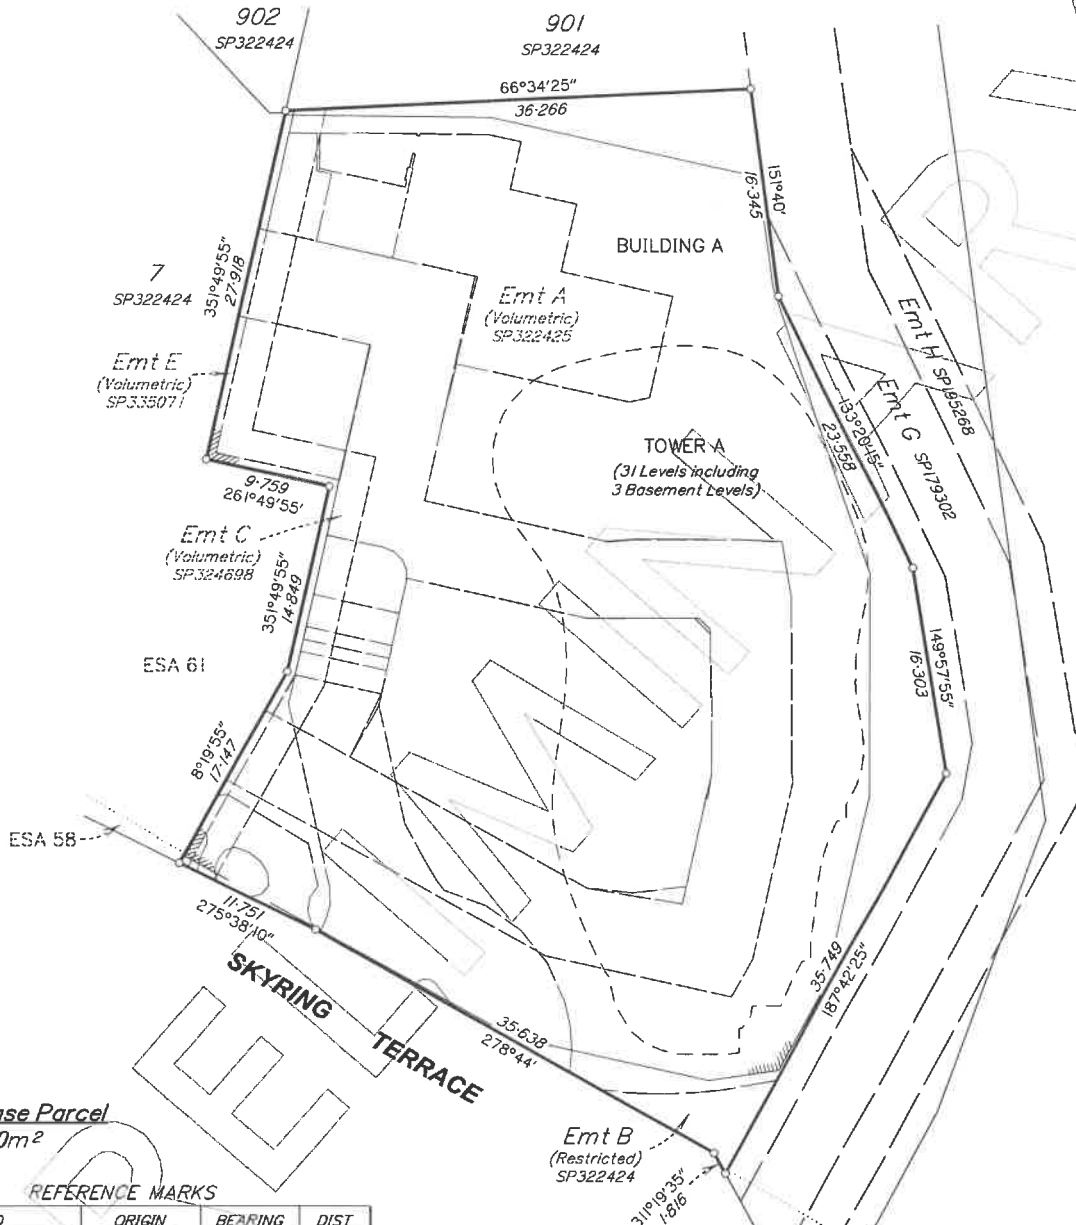 902
SP322424
901
SP322424
66°34'25"
36·266
151°40'
16·345
BUILDING A
7
SP322424
351°49'55"
27·918
Emt A
(Volumetric)
SP322425
Emt H SP195268
Emt E
(Volumetric)
SP335071
Emt G SP179302
133°20'15"
23·558
TOWER A
(31 Levels including
3 Basement Levels)
9·759
261°49'55"
Emt C
(Volumetric)
SP324698
351°49'55"
14·849
149°57'55"
16·303
ESA 61
8°19'55"
17·147
ESA 58
11·751
275°38'10"
SKYRING TERRACE
35·638
278°44'
35·749
187°42'25"
Parcel
Emt B
(Restricted)
SP322424
311°19'35"
1·816
REFERENCE MARKS
ORIGIN
BEARING
DIST